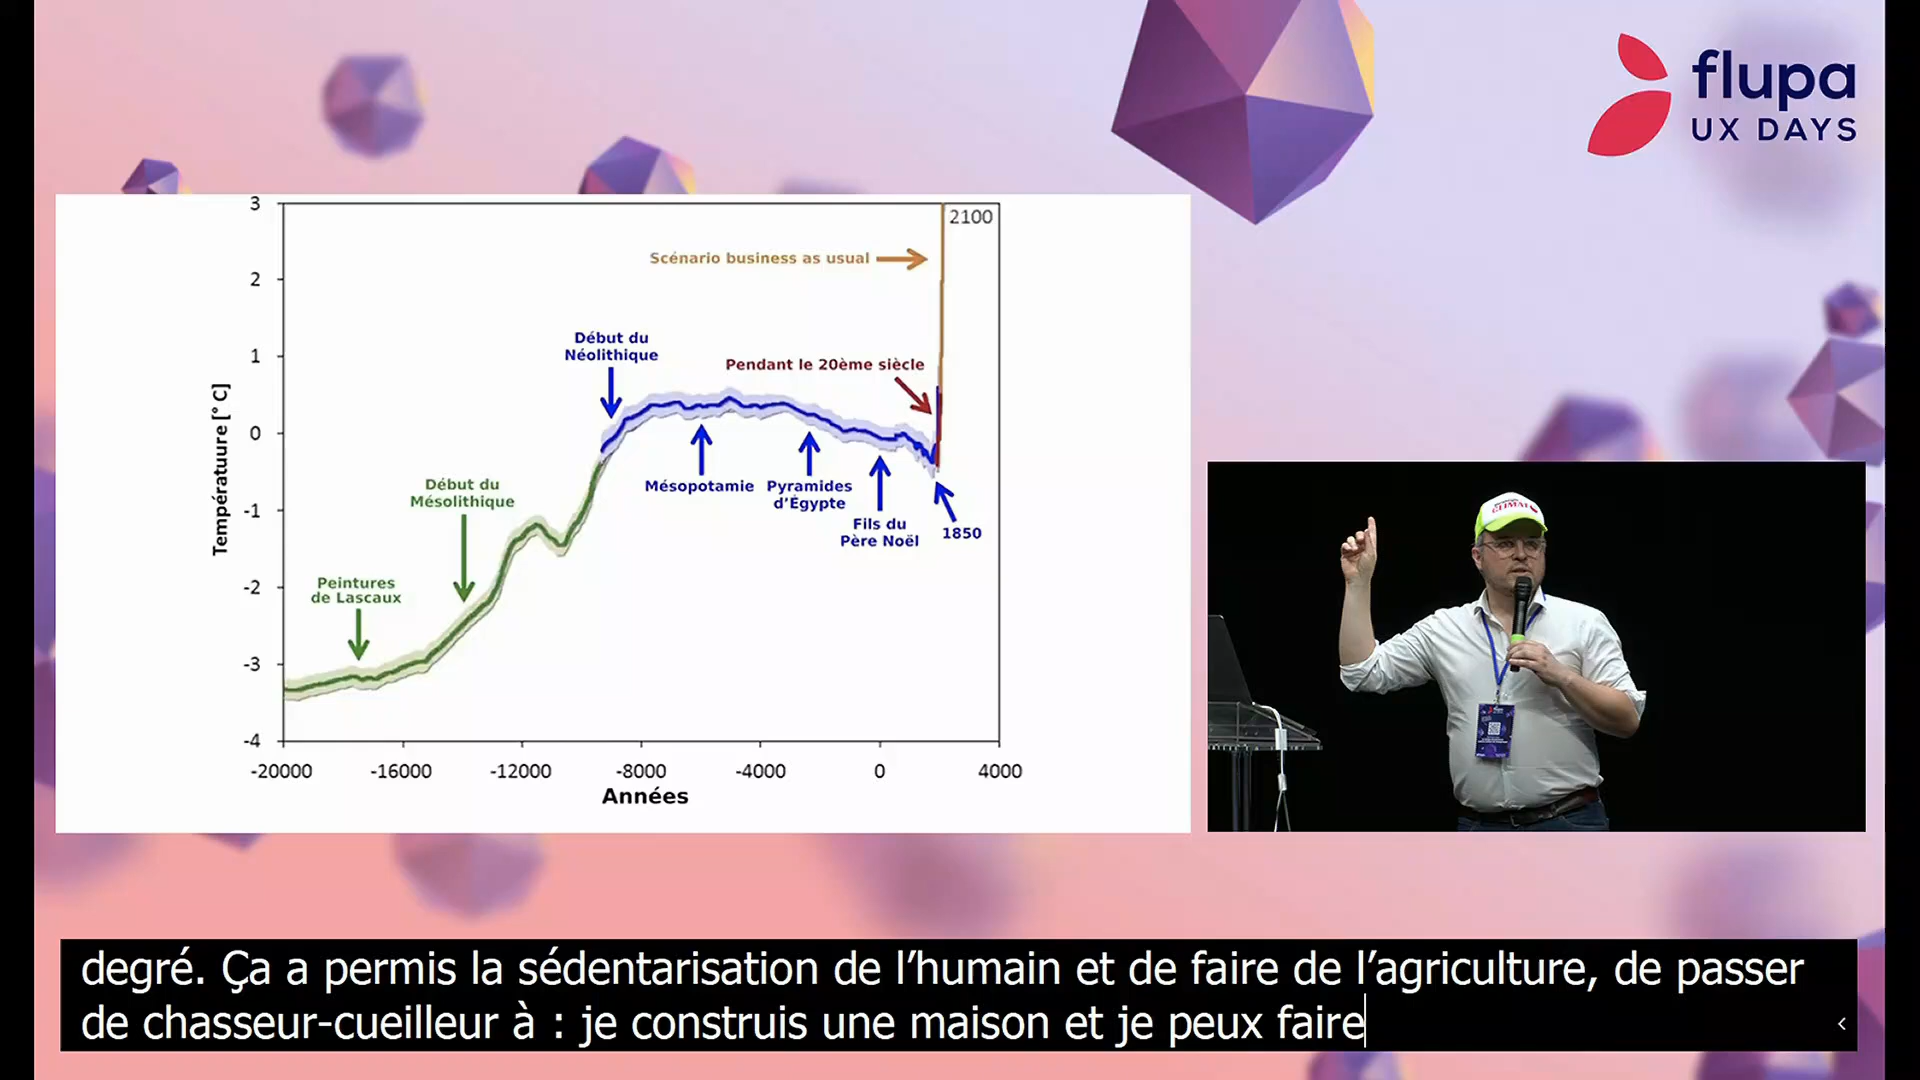 flupa
UX DAYS
3
2
1
0
-1
-2
-3
-4
Températuure [° C]
2100
Scénario business as usual
Début du
Néolithique
Pendant le 20ème siècle
Début du
Mésolithique
Mésopotamie
Pyramides
d’Égypte
Fils du
Père Noël
1850
Peintures
de Lascaux
-20000
-16000
-12000
-8000
-4000
0
4000
Années
flupa
degré. Ça a permis la sédentarisation de l’humain et de faire de l’agriculture, de passer
de chasseur-cueilleur à : je construis une maison et je peux faire